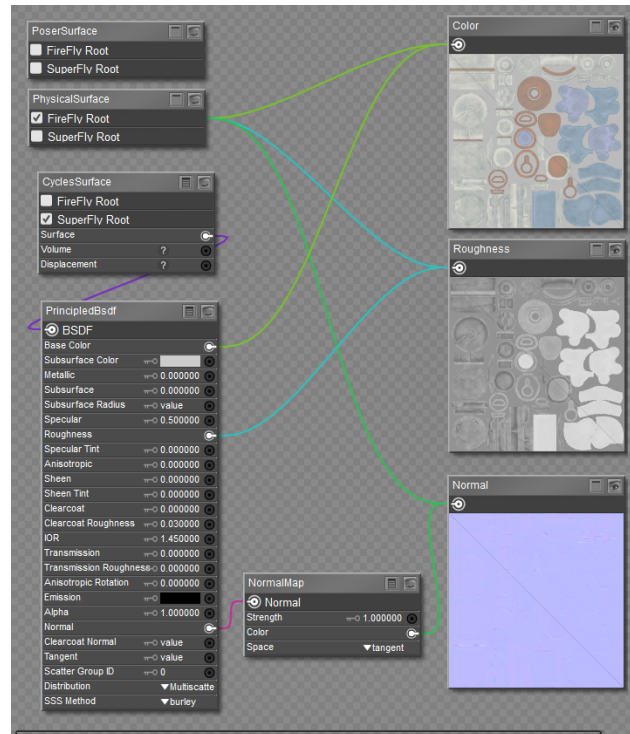 PoserSurface
FireFly Root
SuperFly Root
PhysicalSurface
FireFly Root
SuperFly Root
CyclesSurface
FireFly Root
SuperFly Root
Surface
Volume ?
Displacement ?
PrincipledBsdf
BSDF
Base Color
Subsurface Color
Metallic 0.000000
Subsurface 0.000000
Subsurface Radius value
Specular 0.500000
Roughness
Specular Tint 0.000000
Anisotropic 0.000000
Sheen 0.000000
Sheen Tint 0.000000
Clearcoat 0.000000
Clearcoat Roughness 0.030000
IOR 1.450000
Transmission 0.000000
Transmission Roughness 0.000000
Anisotropic Rotation 0.000000
Emission
Alpha 1.000000
Normal
Clearcoat Normal value
Tangent value
Scatter Group ID 0
Distribution Multiscatte
SSS Method burley
NormalMap
Normal
Strength 1.000000
Color
Space tangent
Color
Roughness
Normal